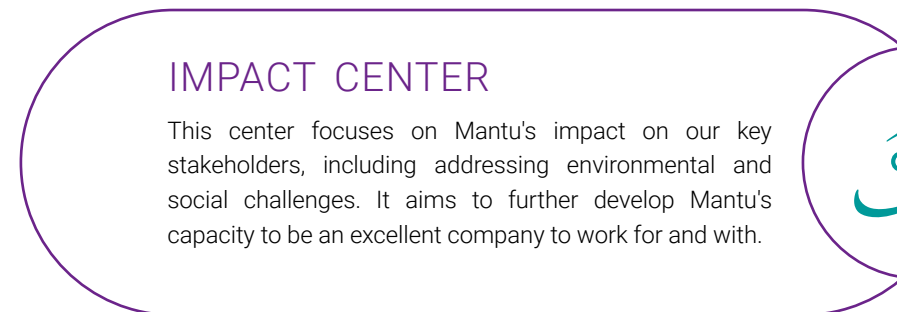 IMPACT CENTER
This center focuses on Mantu's impact on our key
stakeholders, including addressing environmental and
social challenges. It aims to further develop Mantu's
capacity to be an excellent company to work for and with.